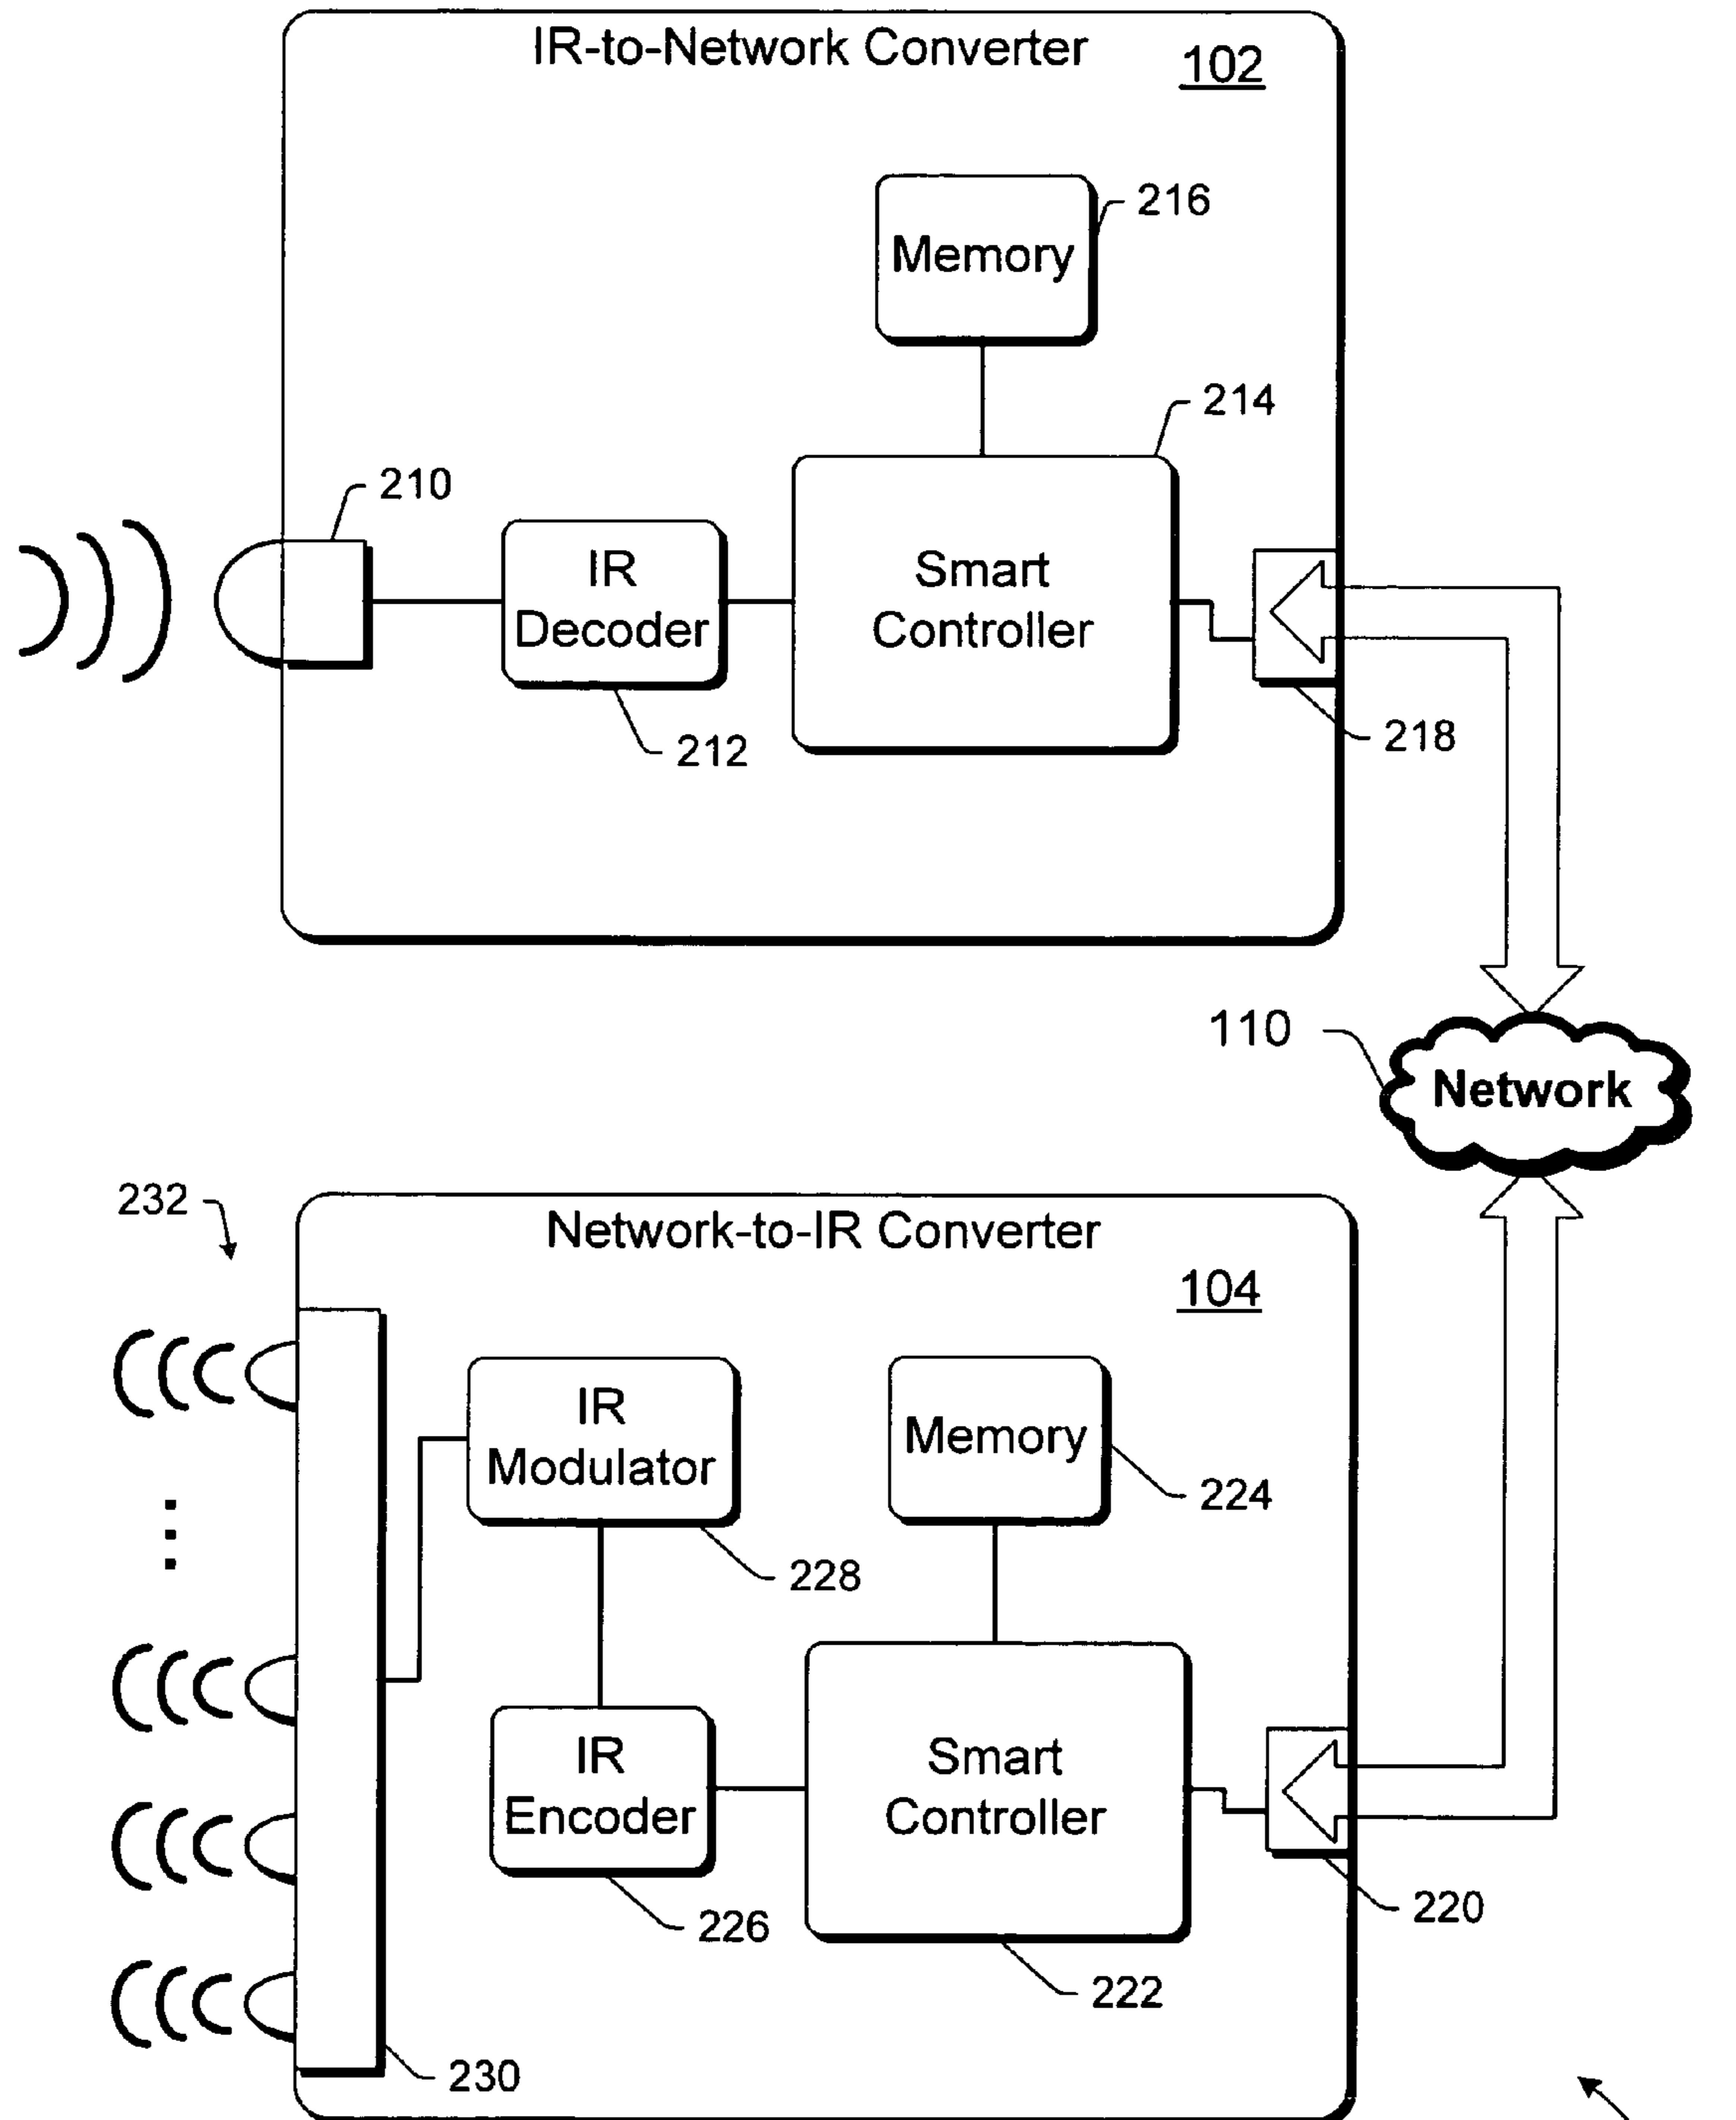 IR-to-Network Converter
102
216
Memory
214
210
IR
Decoder
Smart
Controller
212
218
110
Network
232
Network-to-IR Converter
104
IR
Modulator
Memory
224
228
IR
Encoder
Smart
Controller
226
220
222
230